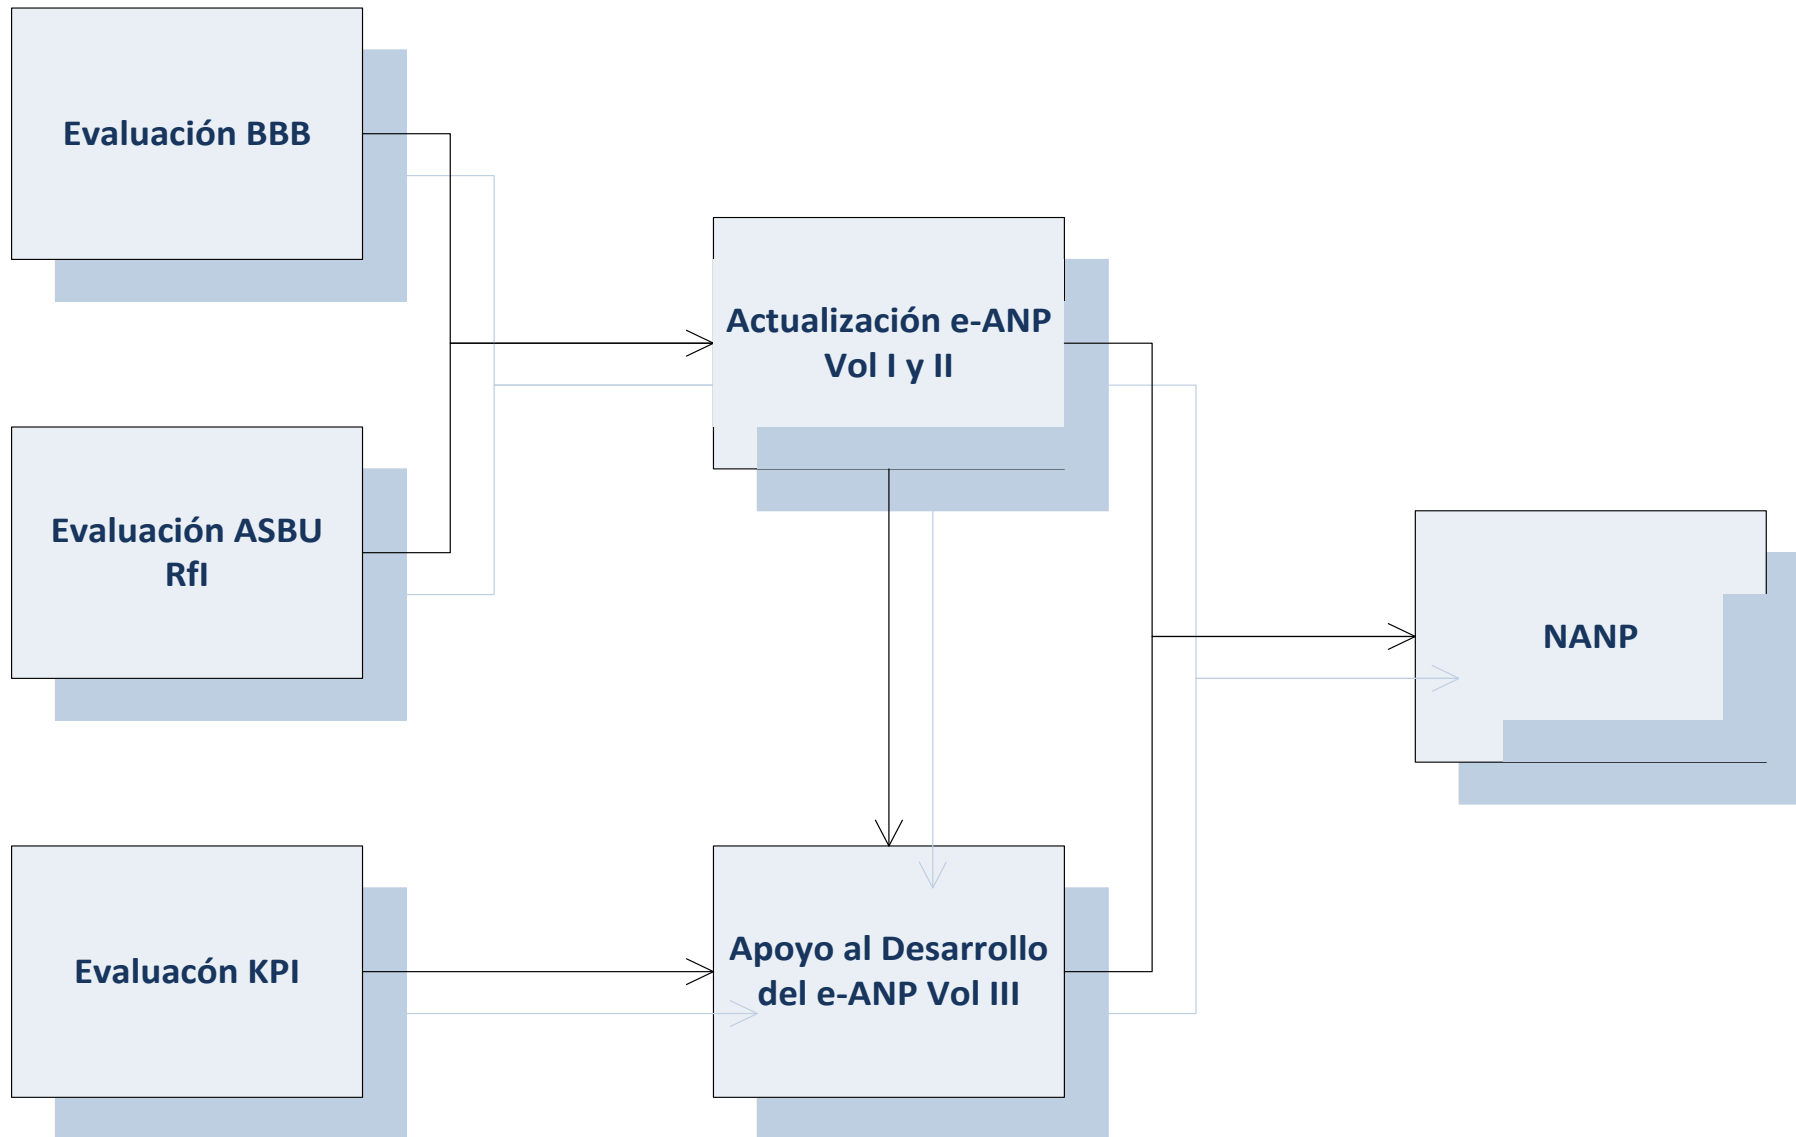 Evaluación BBB
Actualización e-ANP
Vol I y II
Evaluación ASBU
RfI
NANP
Evaluacón KPI
Apoyo al Desarrollo
del e-ANP Vol III